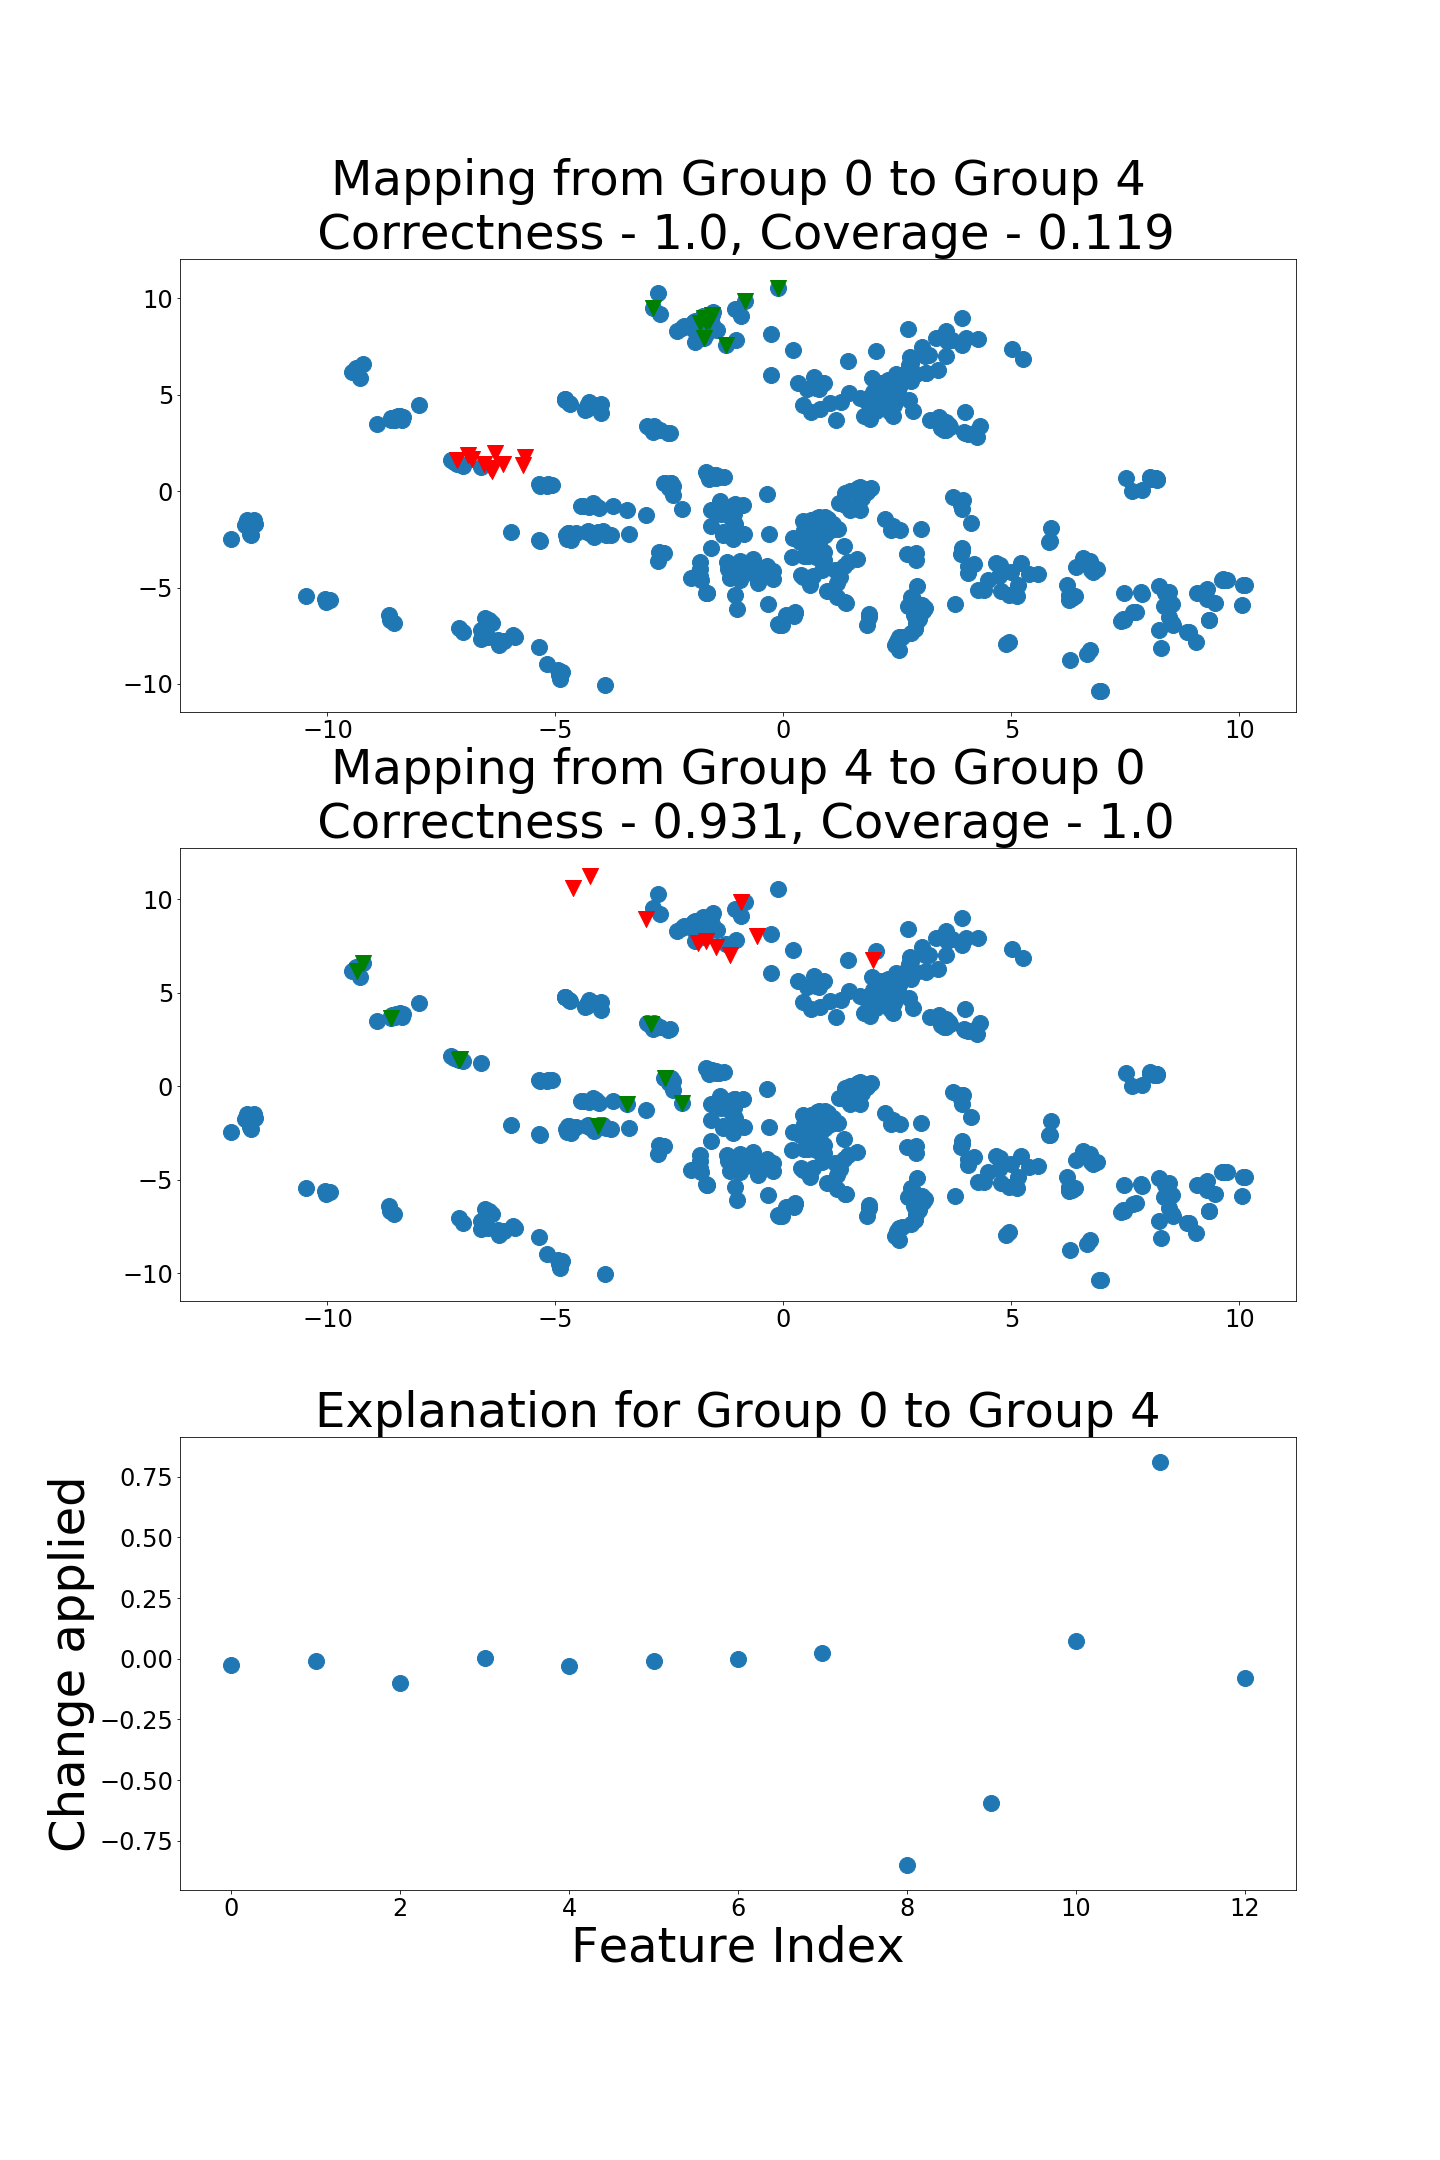 Mapping from Group 0 to Group 4
Correctness - 1.0, Coverage - 0.119
10
5
0
−5
−10
−10 −5 0 5 10
Mapping from Group 4 to Group 0
Correctness - 0.931, Coverage - 1.0
10
5
0
−5
−10
−10 −5 0 5 10
Explanation for Group 0 to Group 4
Change applied
0.75
0.50
0.25
0.00
−0.25
−0.50
−0.75
0 2 4 6 8 10 12
Feature Index